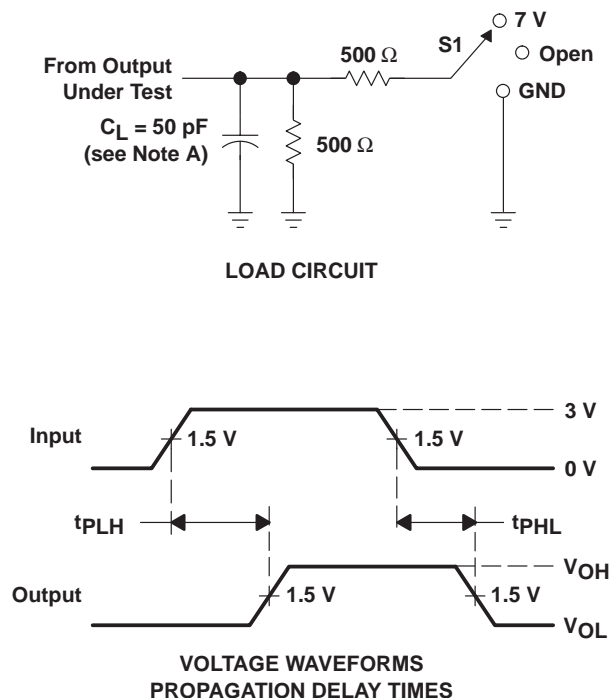 7 V
500 Ω
S1
Open
From Output
Under Test
GND
CL = 50 pF
(see Note A)
500 Ω
LOAD CIRCUIT
3 V
Input
1.5 V
1.5 V
0 V
tPLH
tPHL
VOH
Output
1.5 V
1.5 V
VOL
VOLTAGE WAVEFORMS
PROPAGATION DELAY TIMES